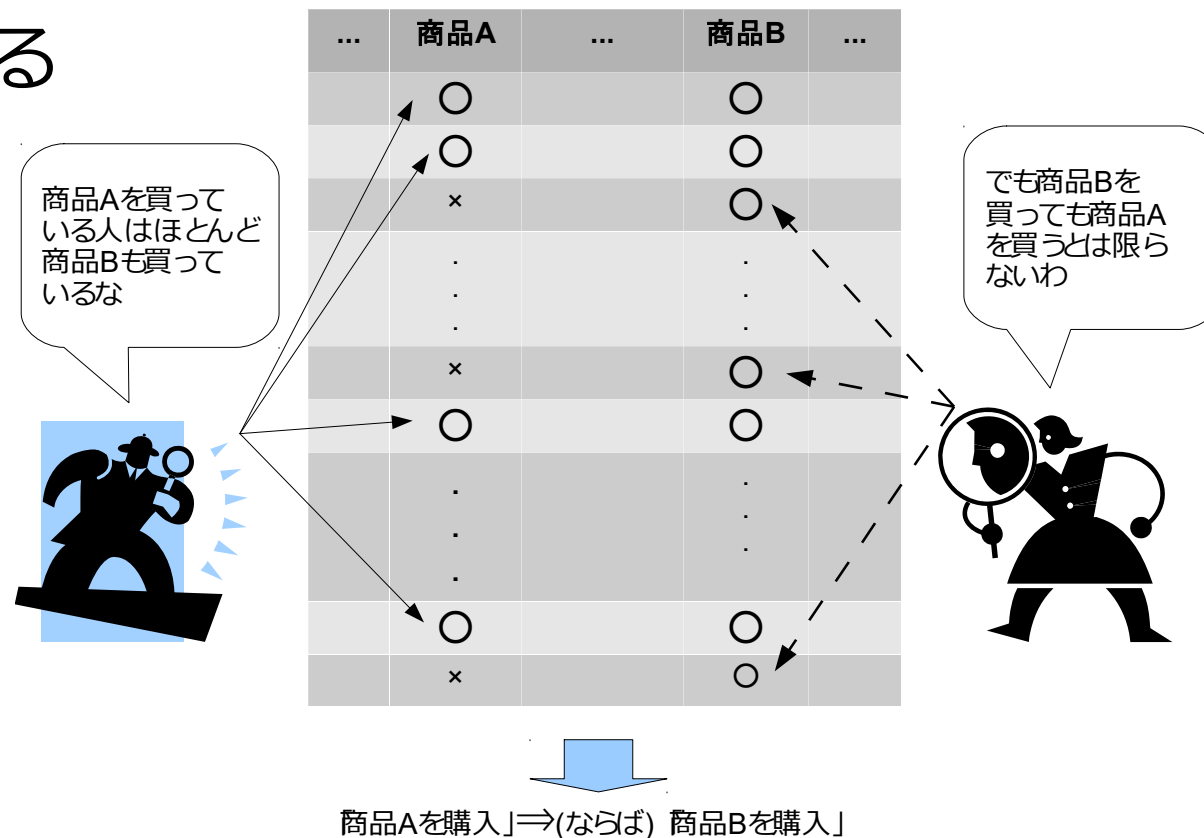 る
... 商品A ... 商品B ...
○ ○
○ ○
× ○
. .
. .
. .
× ○
○ ○
. .
. .
. .
○ ○
× ○
商品Aを買って
いる人はほとんど
商品Bも買って
いるな
でも商品Bを
買っても商品A
を買うとは限ら
ないわ
「商品Aを購入」⇒(ならば) 「商品Bを購入」